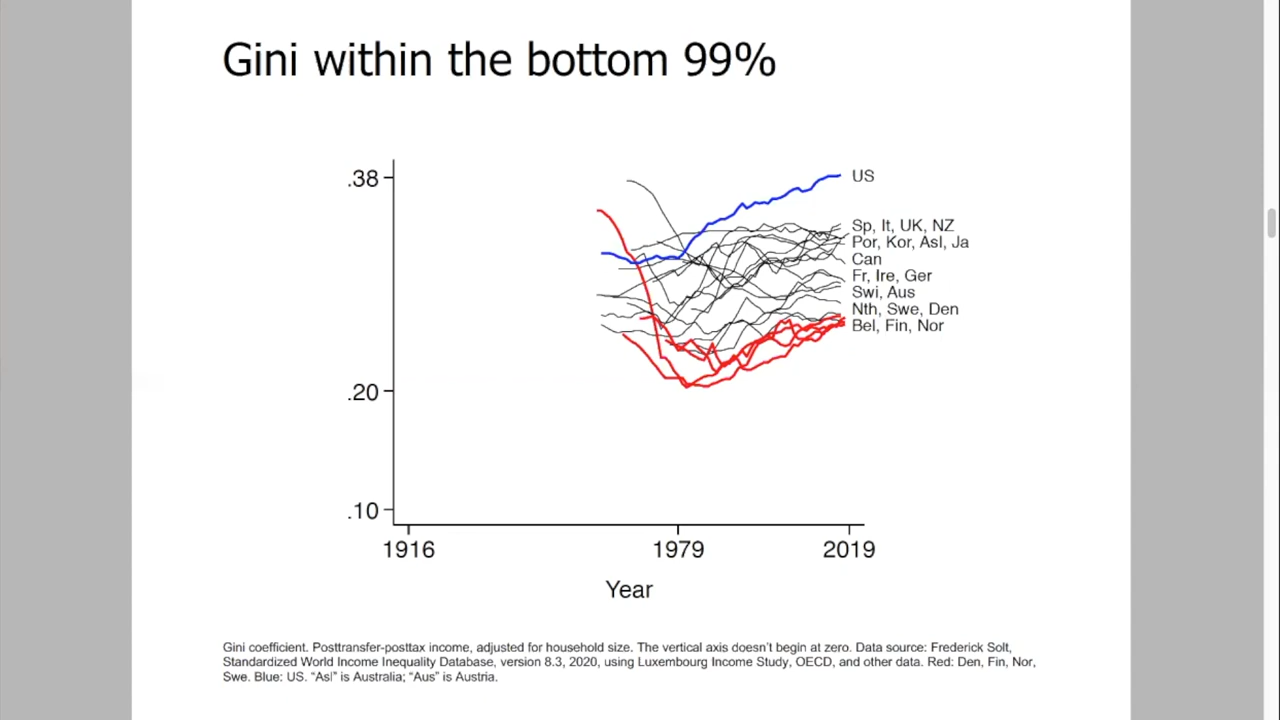 Gini within the bottom 99%
.38
US
Sp, It, UK, NZ
Por, Kor, Asl, Ja
Can
Fr, Ire, Ger
Swi, Aus
Nth, Swe, Den
Bel, Fin, Nor
.20
.10
1916 1979 2019
Year
Gini coefficient. Posttransfer-posttax income, adjusted for household size. The vertical axis doesn't begin at zero. Data source: Frederick Solt,
Standardized World Income Inequality Database, version 8.3, 2020, using Luxembourg Income Study, OECD, and other data. Red: Den, Fin, Nor,
Swe. Blue: US. "Asl" is Australia; "Aus" is Austria.